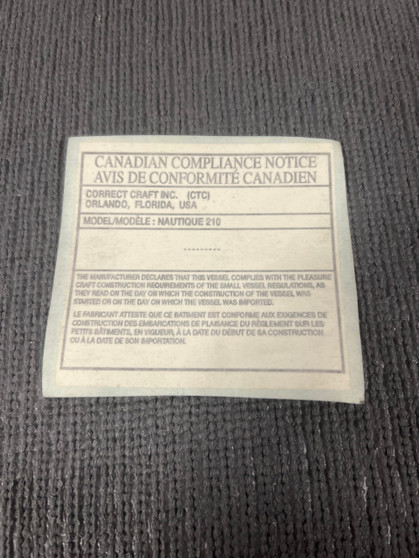 CANADIAN COMPLIANCE NOTICE
AVIS DE CONFORMITÉ CANADIEN
CORRECT CRAFT INC. (CTC)
ORLANDO, FLORIDA, USA
MODEL/MODÈLE : NAUTIQUE 210
---------
THE MANUFACTURER DECLARES THAT THIS VESSEL COMPLIES WITH THE PLEASURE
CRAFT CONSTRUCTION REQUIREMENTS OF THE SMALL VESSEL REGULATIONS, AS
THEY READ ON THE DAY ON WHICH THE CONSTRUCTION OF THE VESSEL WAS
STARTED OR ON THE DAY ON WHICH THE VESSEL WAS IMPORTED.
LE FABRICANT ATTESTE QUE CE BATIMENT EST CONFORME AUX EXIGENCES DE
CONSTRUCTION DES EMBARCATIONS DE PLAISANCE DU RÈGLEMENT SUR LES
PETITS BÂTIMENTS, EN VIGUEUR, À LA DATE DU DÉBUT DE SA CONSTRUCTION
OU À LA DATE DE SON IMPORTATION.